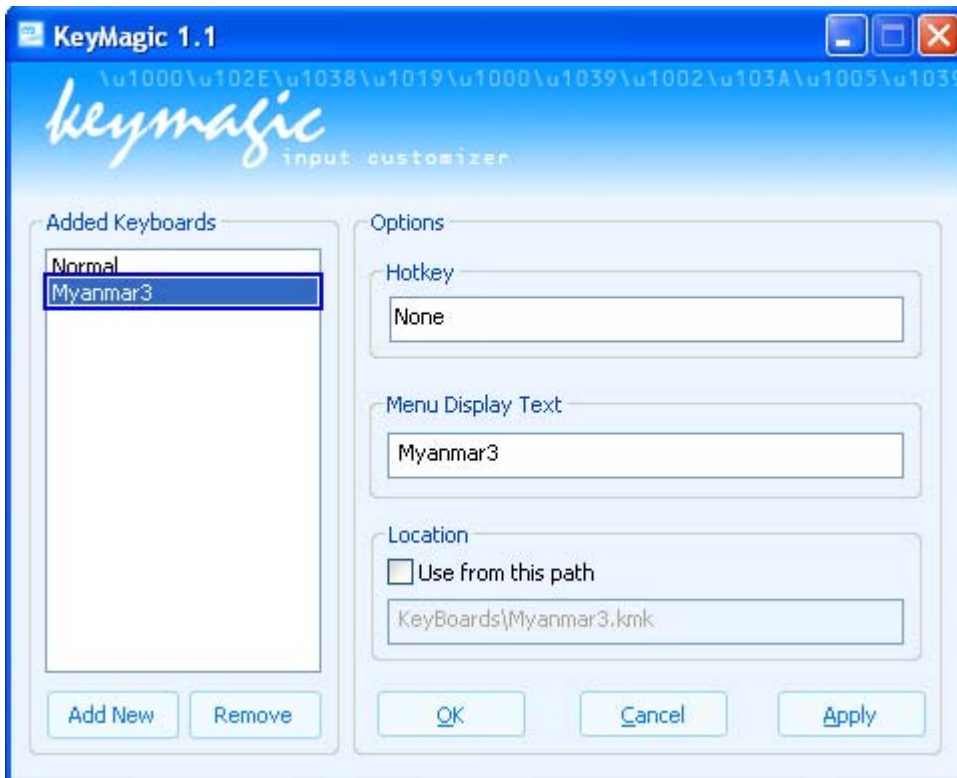 KeyMagic 1.1
\u1000\u102E\u1038\u1019\u1000\u1039\u1002\u103A\u1005\u1039
keymagic
input customizer
Added Keyboards
Normal
Myanmar3
Add New
Remove
Options
Hotkey
None
Menu Display Text
Myanmar3
Location
Use from this path
KeyBoards\Myanmar3.kmk
OK
Cancel
Apply